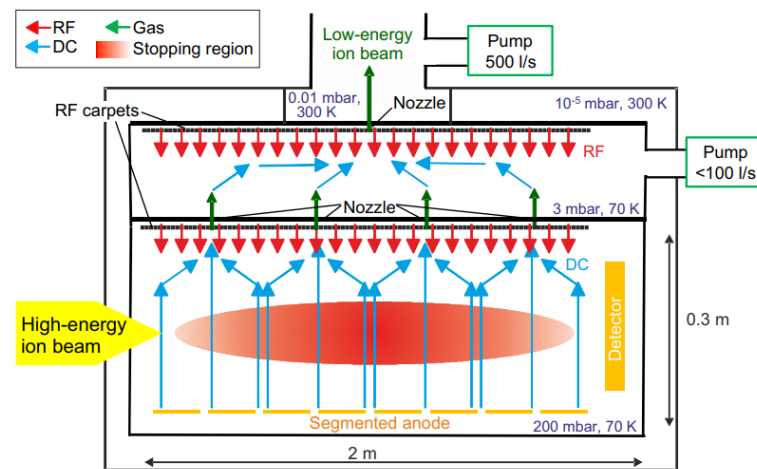 RF
Gas
DC
Stopping region
Low-energy
ion beam
Pump
500 l/s
0.01 mbar,
300 K
Nozzle
10⁻⁵ mbar, 300 K
RF carpets
RF
Pump
<100 l/s
Nozzle
3 mbar, 70 K
DC
High-energy
ion beam
Detector
0.3 m
Segmented anode
200 mbar, 70 K
2 m